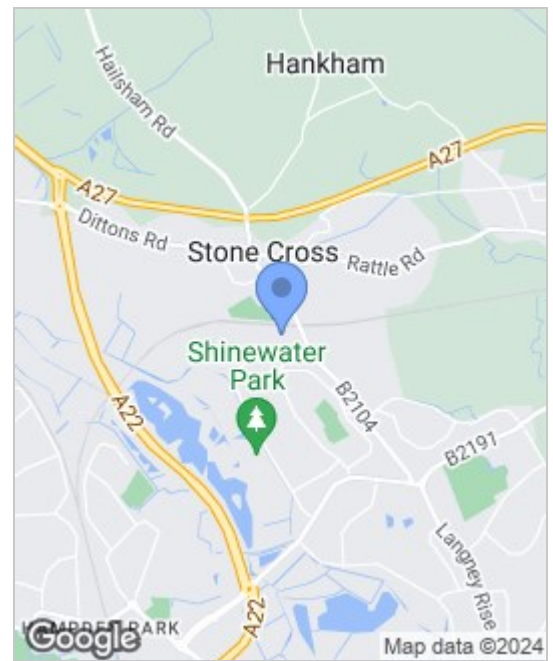 Hankham
Hailsham Rd
A27
A27
Dittons Rd
Stone Cross
Rattle Rd
Shinewater
Park
B2104
A22
B2191
Langney Rise
A22
PARK
Google
Map data ©2024